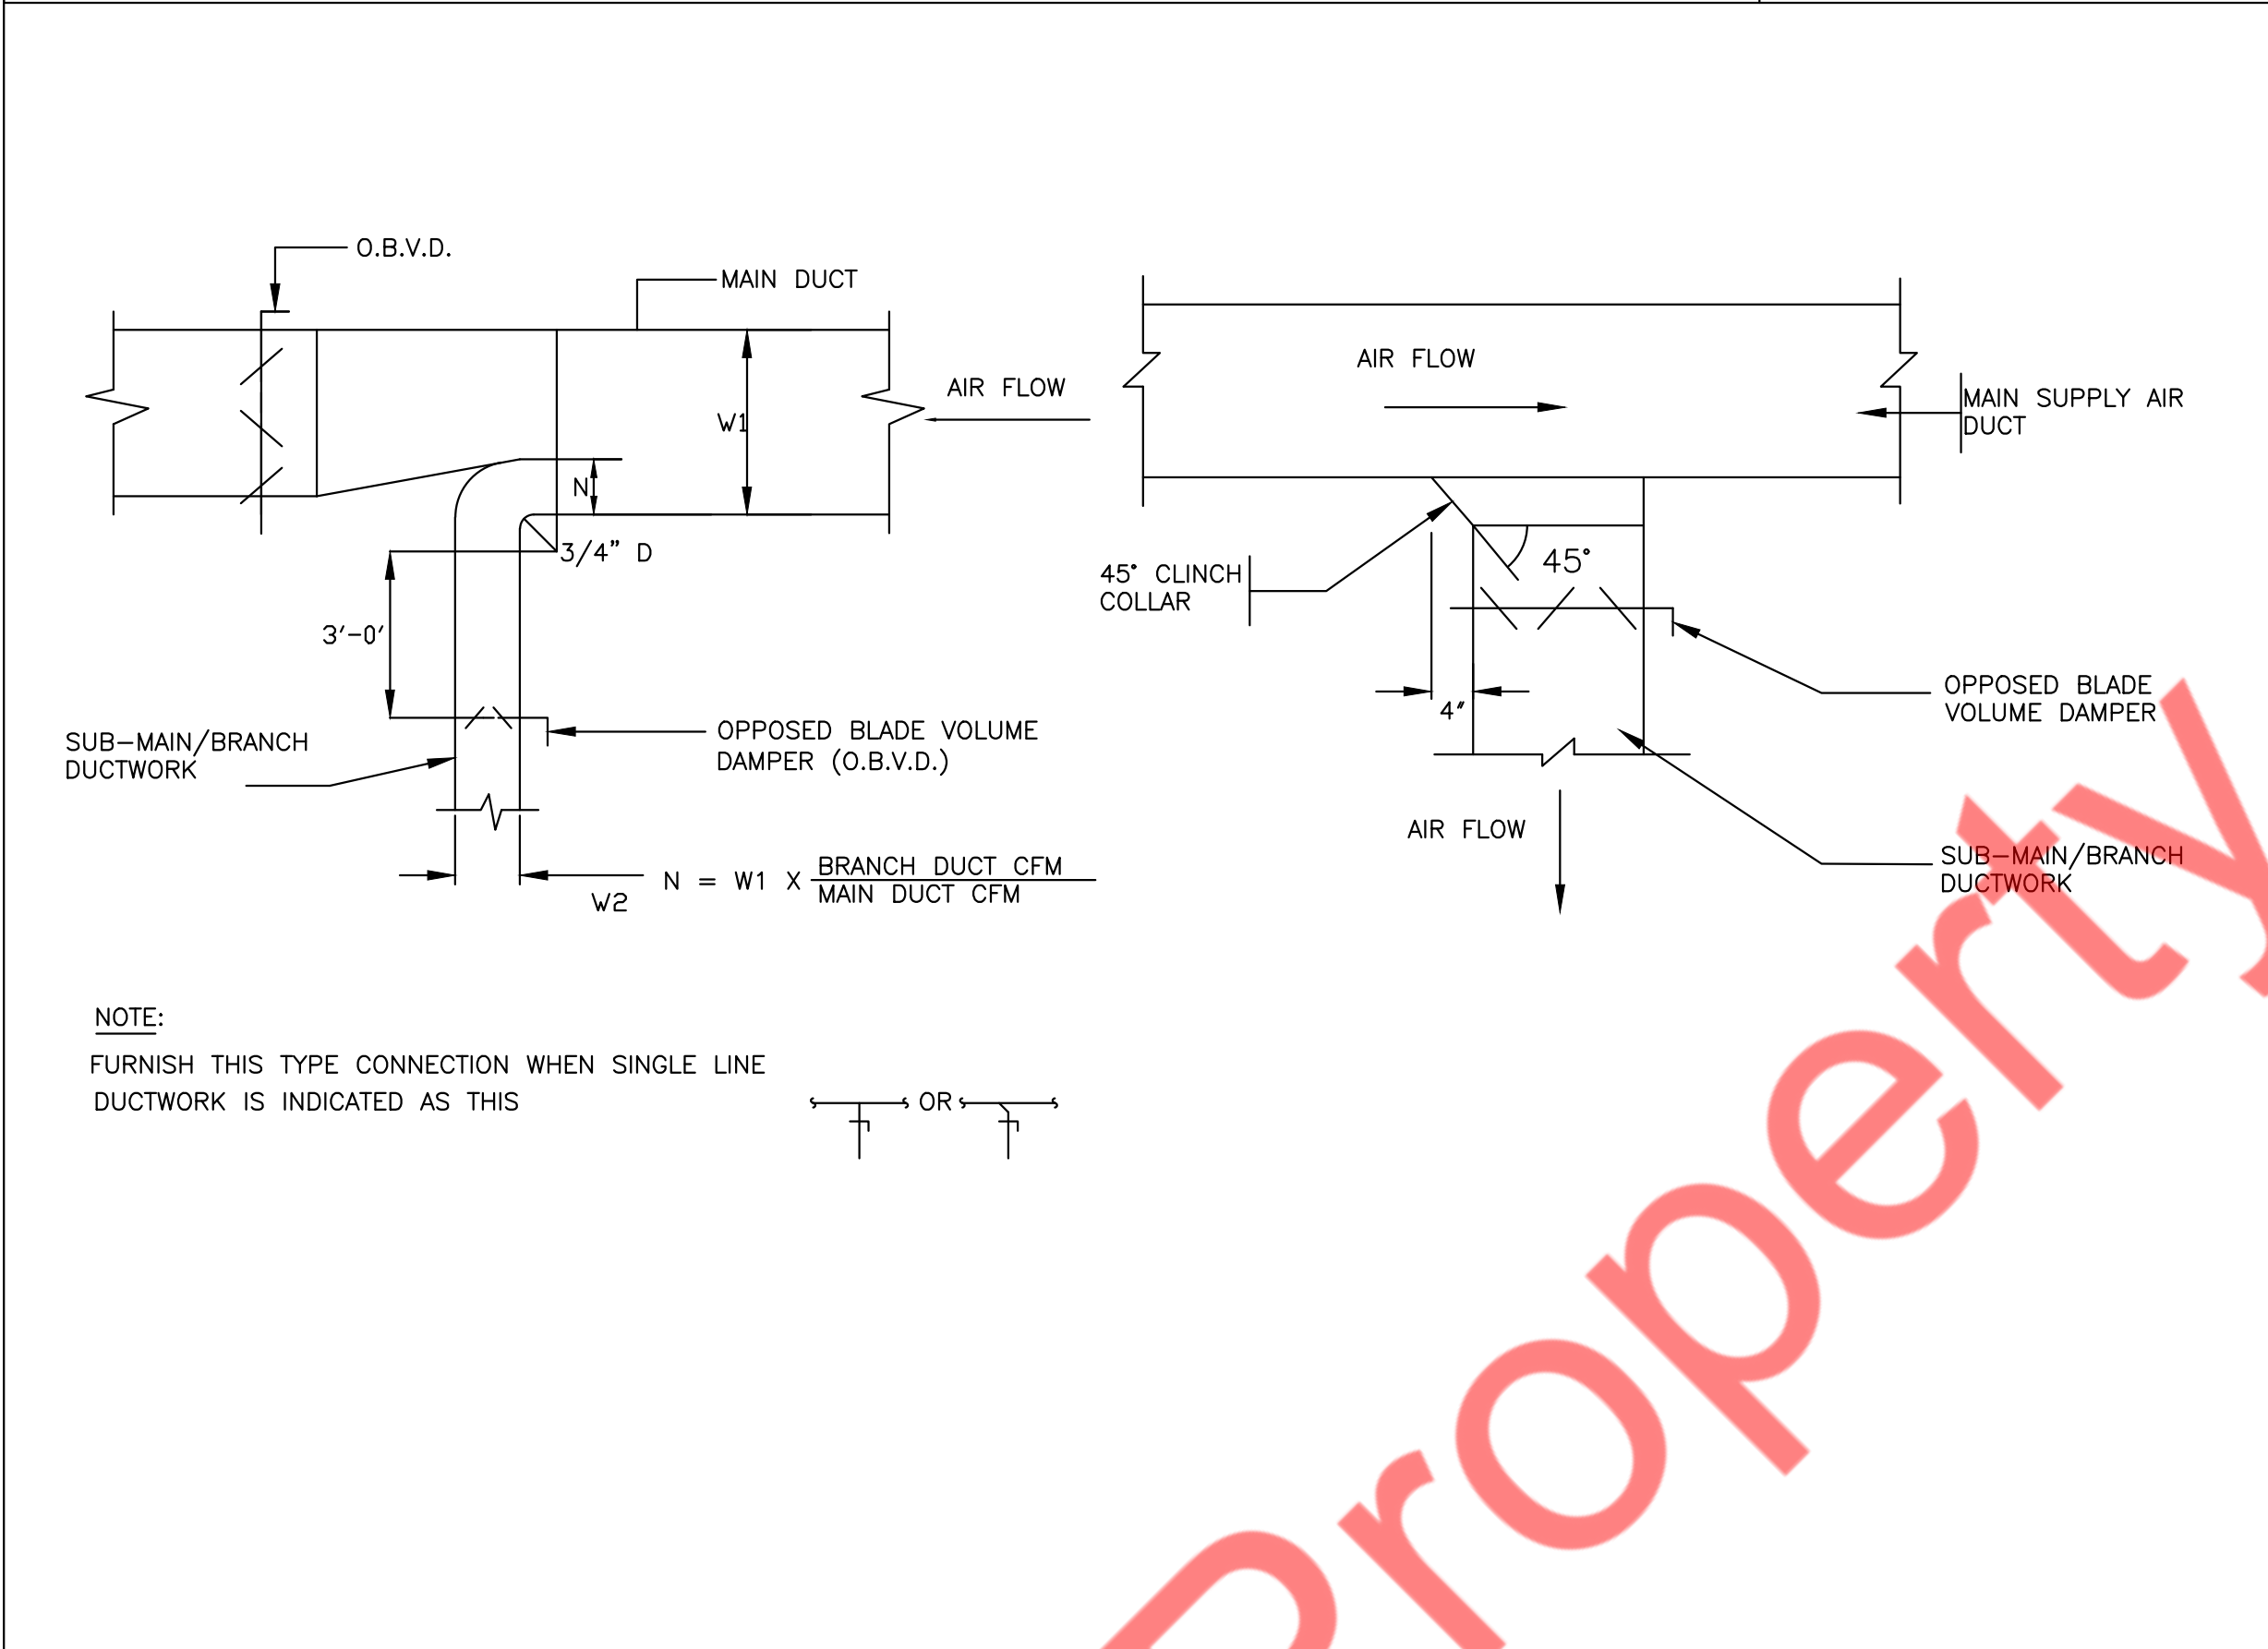 O.B.V.D.
MAIN DUCT
AIR FLOW
W1
N
3/4" D
3'-0'
SUB-MAIN/BRANCH
DUCTWORK
OPPOSED BLADE VOLUME
DAMPER (O.B.V.D.)
W2
N = W1 X BRANCH DUCT CFM
MAIN DUCT CFM
AIR FLOW
MAIN SUPPLY AIR
DUCT
45° CLINCH
COLLAR
45°
4"
OPPOSED BLADE
VOLUME DAMPER
AIR FLOW
SUB-MAIN/BRANCH
DUCTWORK
NOTE:
FURNISH THIS TYPE CONNECTION WHEN SINGLE LINE
DUCTWORK IS INDICATED AS THIS
OR
Property